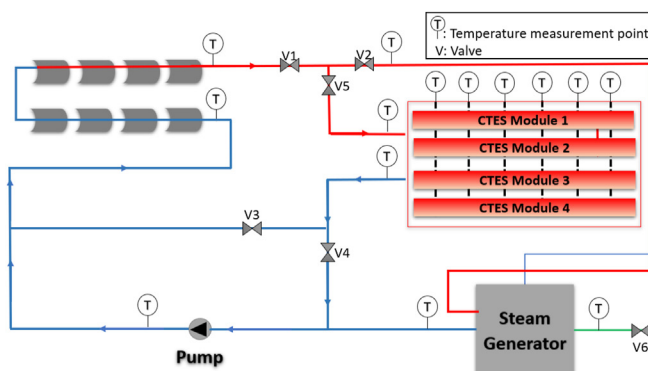 T
T : Temperature measurement point
V: Valve
T
V1
V2
T
V5
T
T
T
T
T
T
T
T
CTES Module 1
CTES Module 2
T
CTES Module 3
CTES Module 4
V3
V4
T
T
T
Steam
Generator
Pump
V6